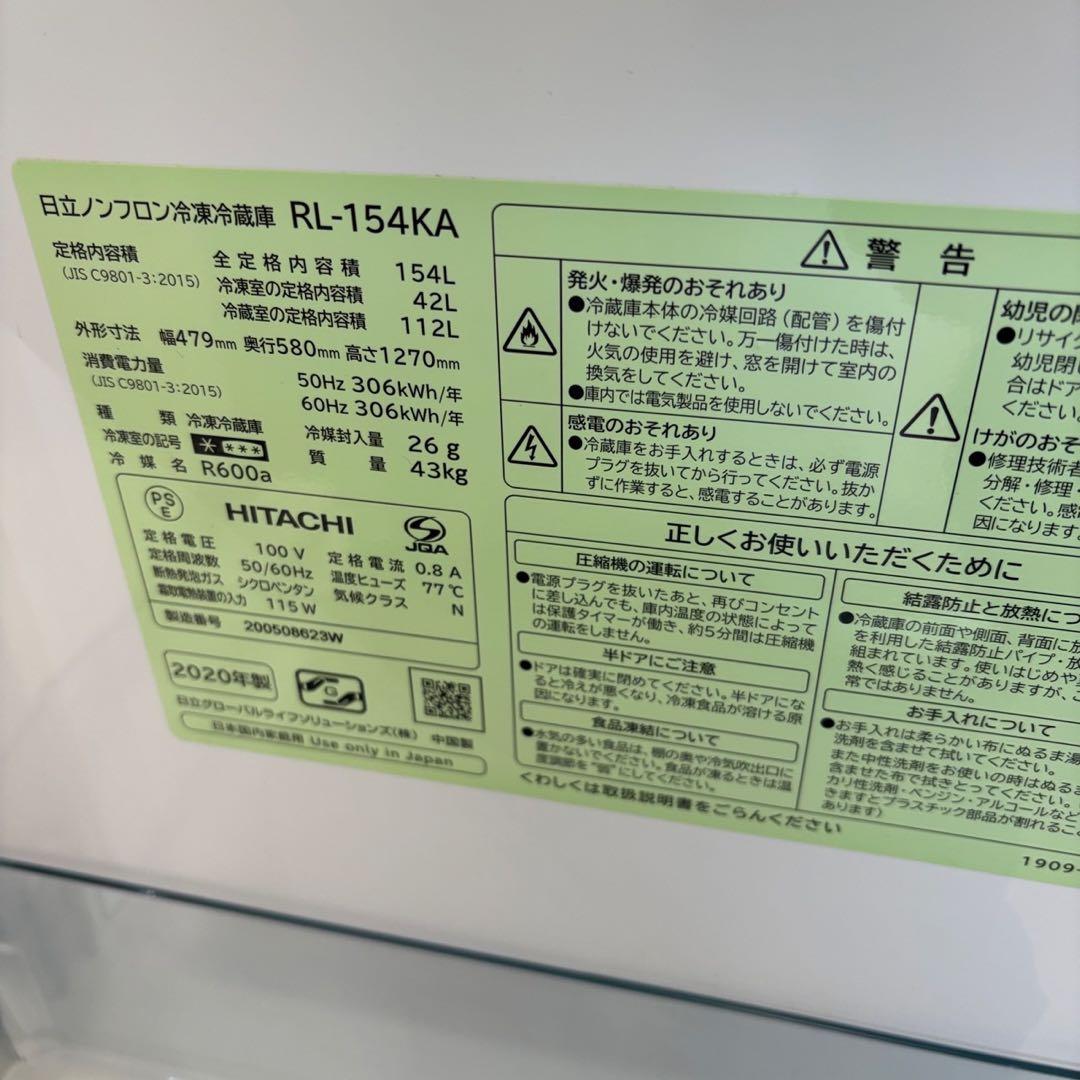 日立ノンフロン冷凍冷蔵庫 RL-154KA
定格内容積 全定格内容積 154L
(JIS C9801-3:2015) 冷凍室の定格内容積 42L
冷蔵室の定格内容積 112L
外形寸法 幅479mm 奥行580mm 高さ1270mm
消費電力量
(JIS C9801-3:2015) 50Hz 306kWh/年
60Hz 306kWh/年
種類 冷凍冷蔵庫 冷媒封入量 26g
冷凍室の記号 * *** 質量 43kg
冷媒名 R600a
PSE HITACHI JQA
定格電圧 100V 定格電流 0.8A
定格周波数 50/60Hz 温度ヒューズ 77℃
断熱発泡ガス シクロペンタン 気候クラス N
霜取電熱装置の入力 115W
製造番号 200508623W
2020年製 G
日立グローバルライフソリューションズ(株) 中国製
日本国内家庭用 Use only in Japan
警告
発火・爆発のおそれあり
●冷蔵庫本体の冷媒回路(配管)を傷付
けないでください。万一傷付けた時は、
火気の使用を避け、窓を開けて室内の
換気をしてください。
●庫内では電気製品を使用しないでください。
感電のおそれあり
●冷蔵庫をお手入れするときは、必ず電源
プラグを抜いてから行ってください。抜か
ずに作業すると、感電することがあります。
幼児の
●リサイク
幼児閉
合はドア
ください。
けがのおそ
●修理技術者
分解・修理・
ください。感
因になります。
正しくお使いいただくために
圧縮機の運転について
●電源プラグを抜いたあと、再びコンセント
に差し込んでも、庫内温度の状態によって
は保護タイマーが働き、約5分間は圧縮機
の運転をしません。
半ドアにご注意
●ドアは確実に閉めてください。半ドアにな
ると冷えが悪くなり、冷凍食品が溶ける原
因になります。
食品凍結について
●水気の多い食品は、棚の奥や冷気吹出口に
置かないでください。食品が凍るときは温
度調節を"弱"にしてください。
結露防止と放熱につ
●冷蔵庫の前面や側面、背面に放
を利用した結露防止パイプ・放
組まれています。使いはじめや
熱く感じることがありますが、
常ではありません。
お手入れについて
●お手入れは柔らかい布にぬるま湯
洗剤を含ませて拭いてください。
また中性洗剤をお使いの時はぬるま
含ませた布で拭きとってください。
カリ性洗剤・ベンジン・アルコールなど
きますとプラスチック部品が割れるこ
あります)
くわしくは取扱説明書をごらんください
1909-